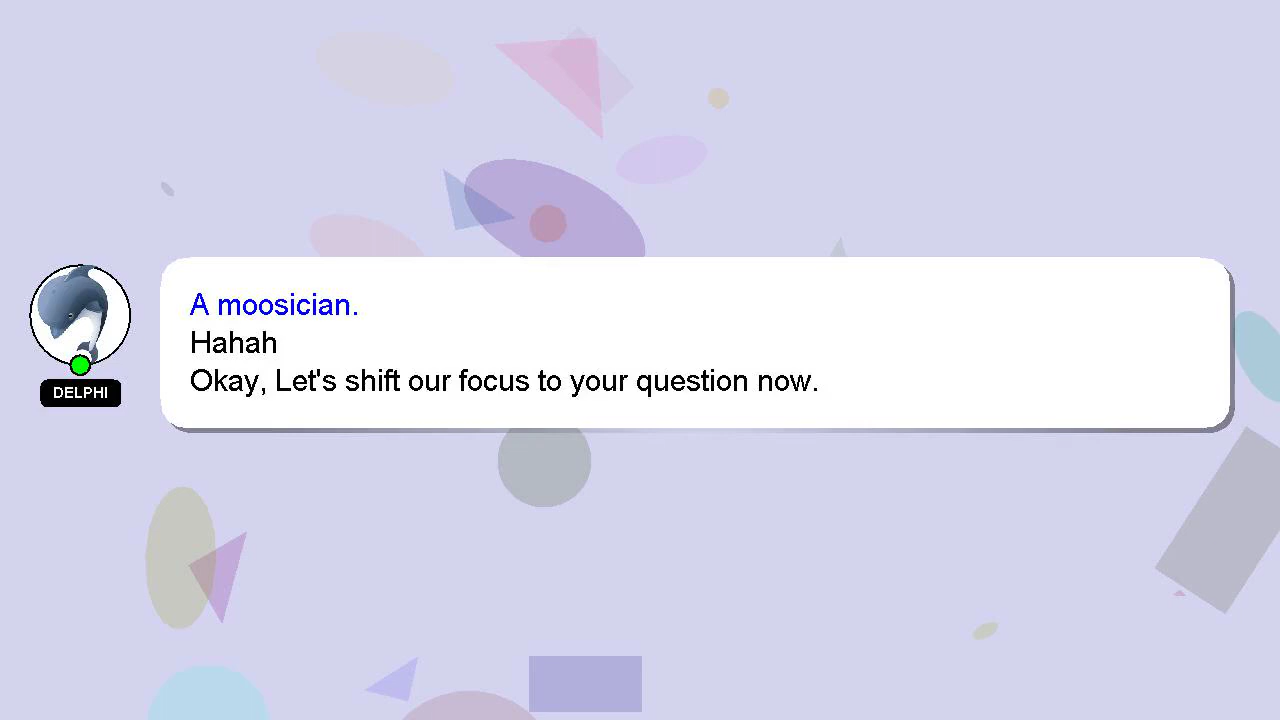 A moosician.
Hahah
Okay, Let's shift our focus to your question now.
DELPHI